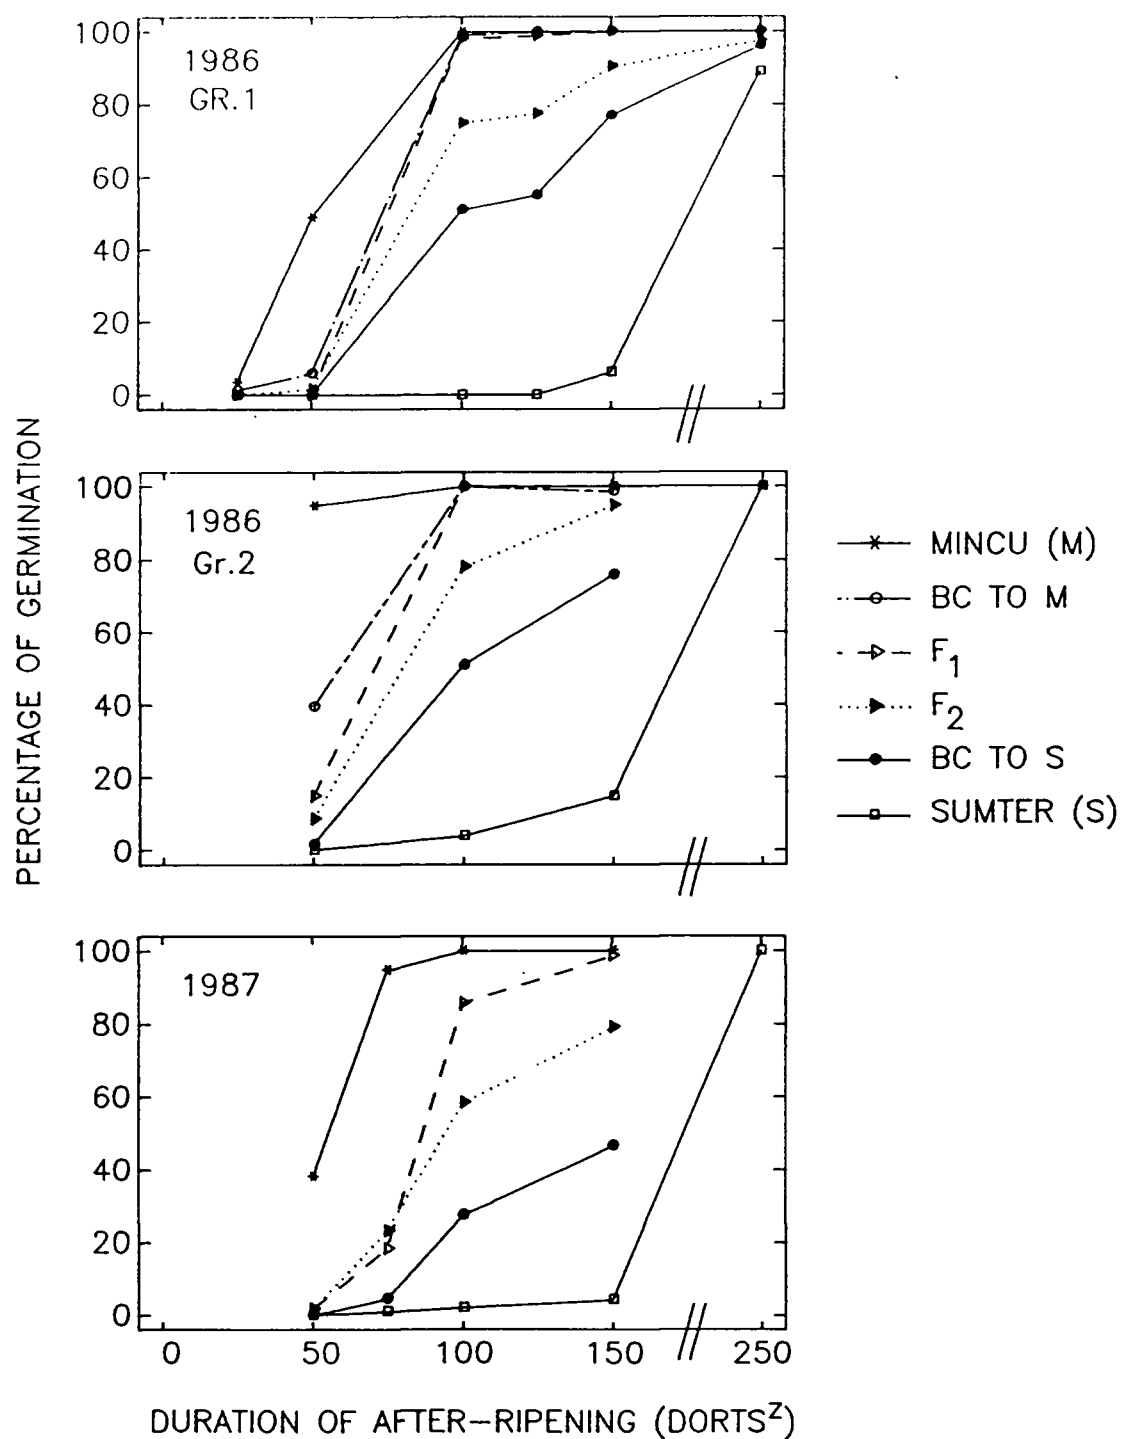 100
80
60
40
20
0
1986
GR.1
PERCENTAGE OF GERMINATION
100
80
60
40
20
0
1986
Gr.2
MINCU (M)
BC TO M
F1
F2
BC TO S
SUMTER (S)
100
80
60
40
20
0
1987
0 50 100 150 250
DURATION OF AFTER-RIPENING (DORTSZ)